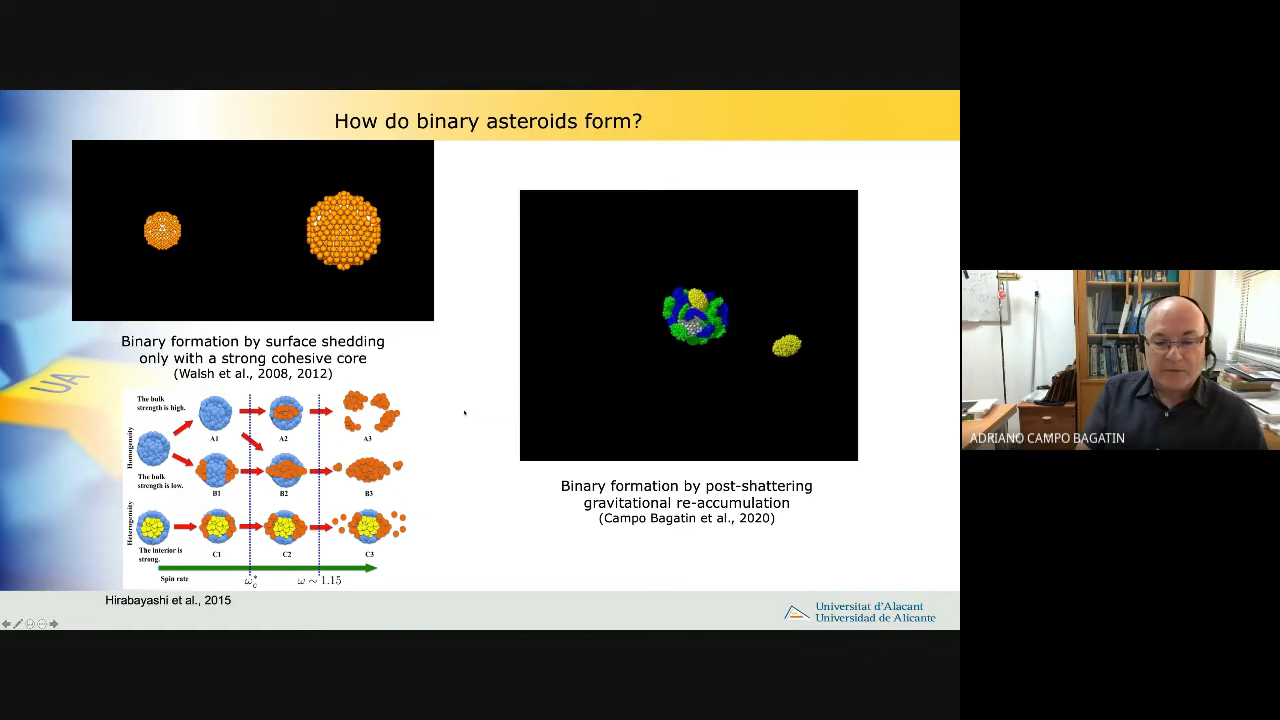 How do binary asteroids form?
Binary formation by surface shedding
only with a strong cohesive core
(Walsh et al., 2008, 2012)
The bulk
strength is high.
A1
A2
A3
Homogeneity
The bulk
strength is low.
B1
B2
B3
Heterogeneity
The interior is
strong.
C1
C2
C3
Spin rate
ω*c
ω ~ 1.15
Hirabayashi et al., 2015
Binary formation by post-shattering
gravitational re-accumulation
(Campo Bagatin et al., 2020)
UA
Universitat d'Alacant
Universidad de Alicante
ADRIANO CAMPO BAGATIN